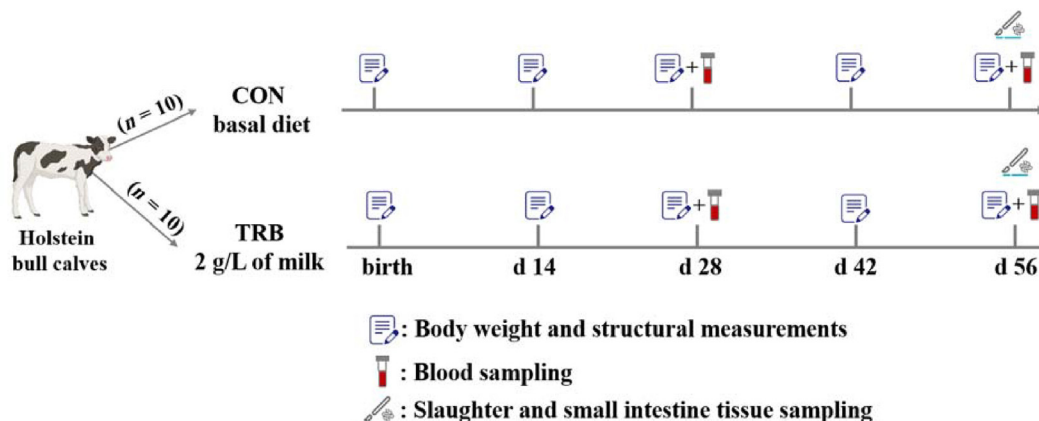 (n = 10)
CON
basal diet
+
+
Holstein
bull calves
(n = 10)
TRB
2 g/L of milk
+
+
birth
d 14
d 28
d 42
d 56
: Body weight and structural measurements
: Blood sampling
: Slaughter and small intestine tissue sampling